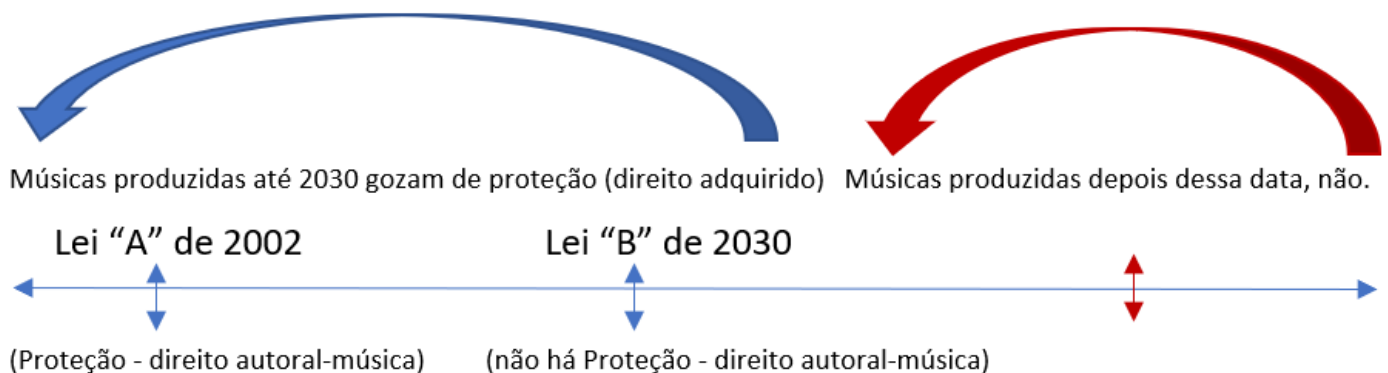 Músicas produzidas até 2030 gozam de proteção (direito adquirido) Músicas produzidas depois dessa data, não.
Lei “A” de 2002 Lei “B” de 2030
(Proteção - direito autoral-música) (não há Proteção - direito autoral-música)